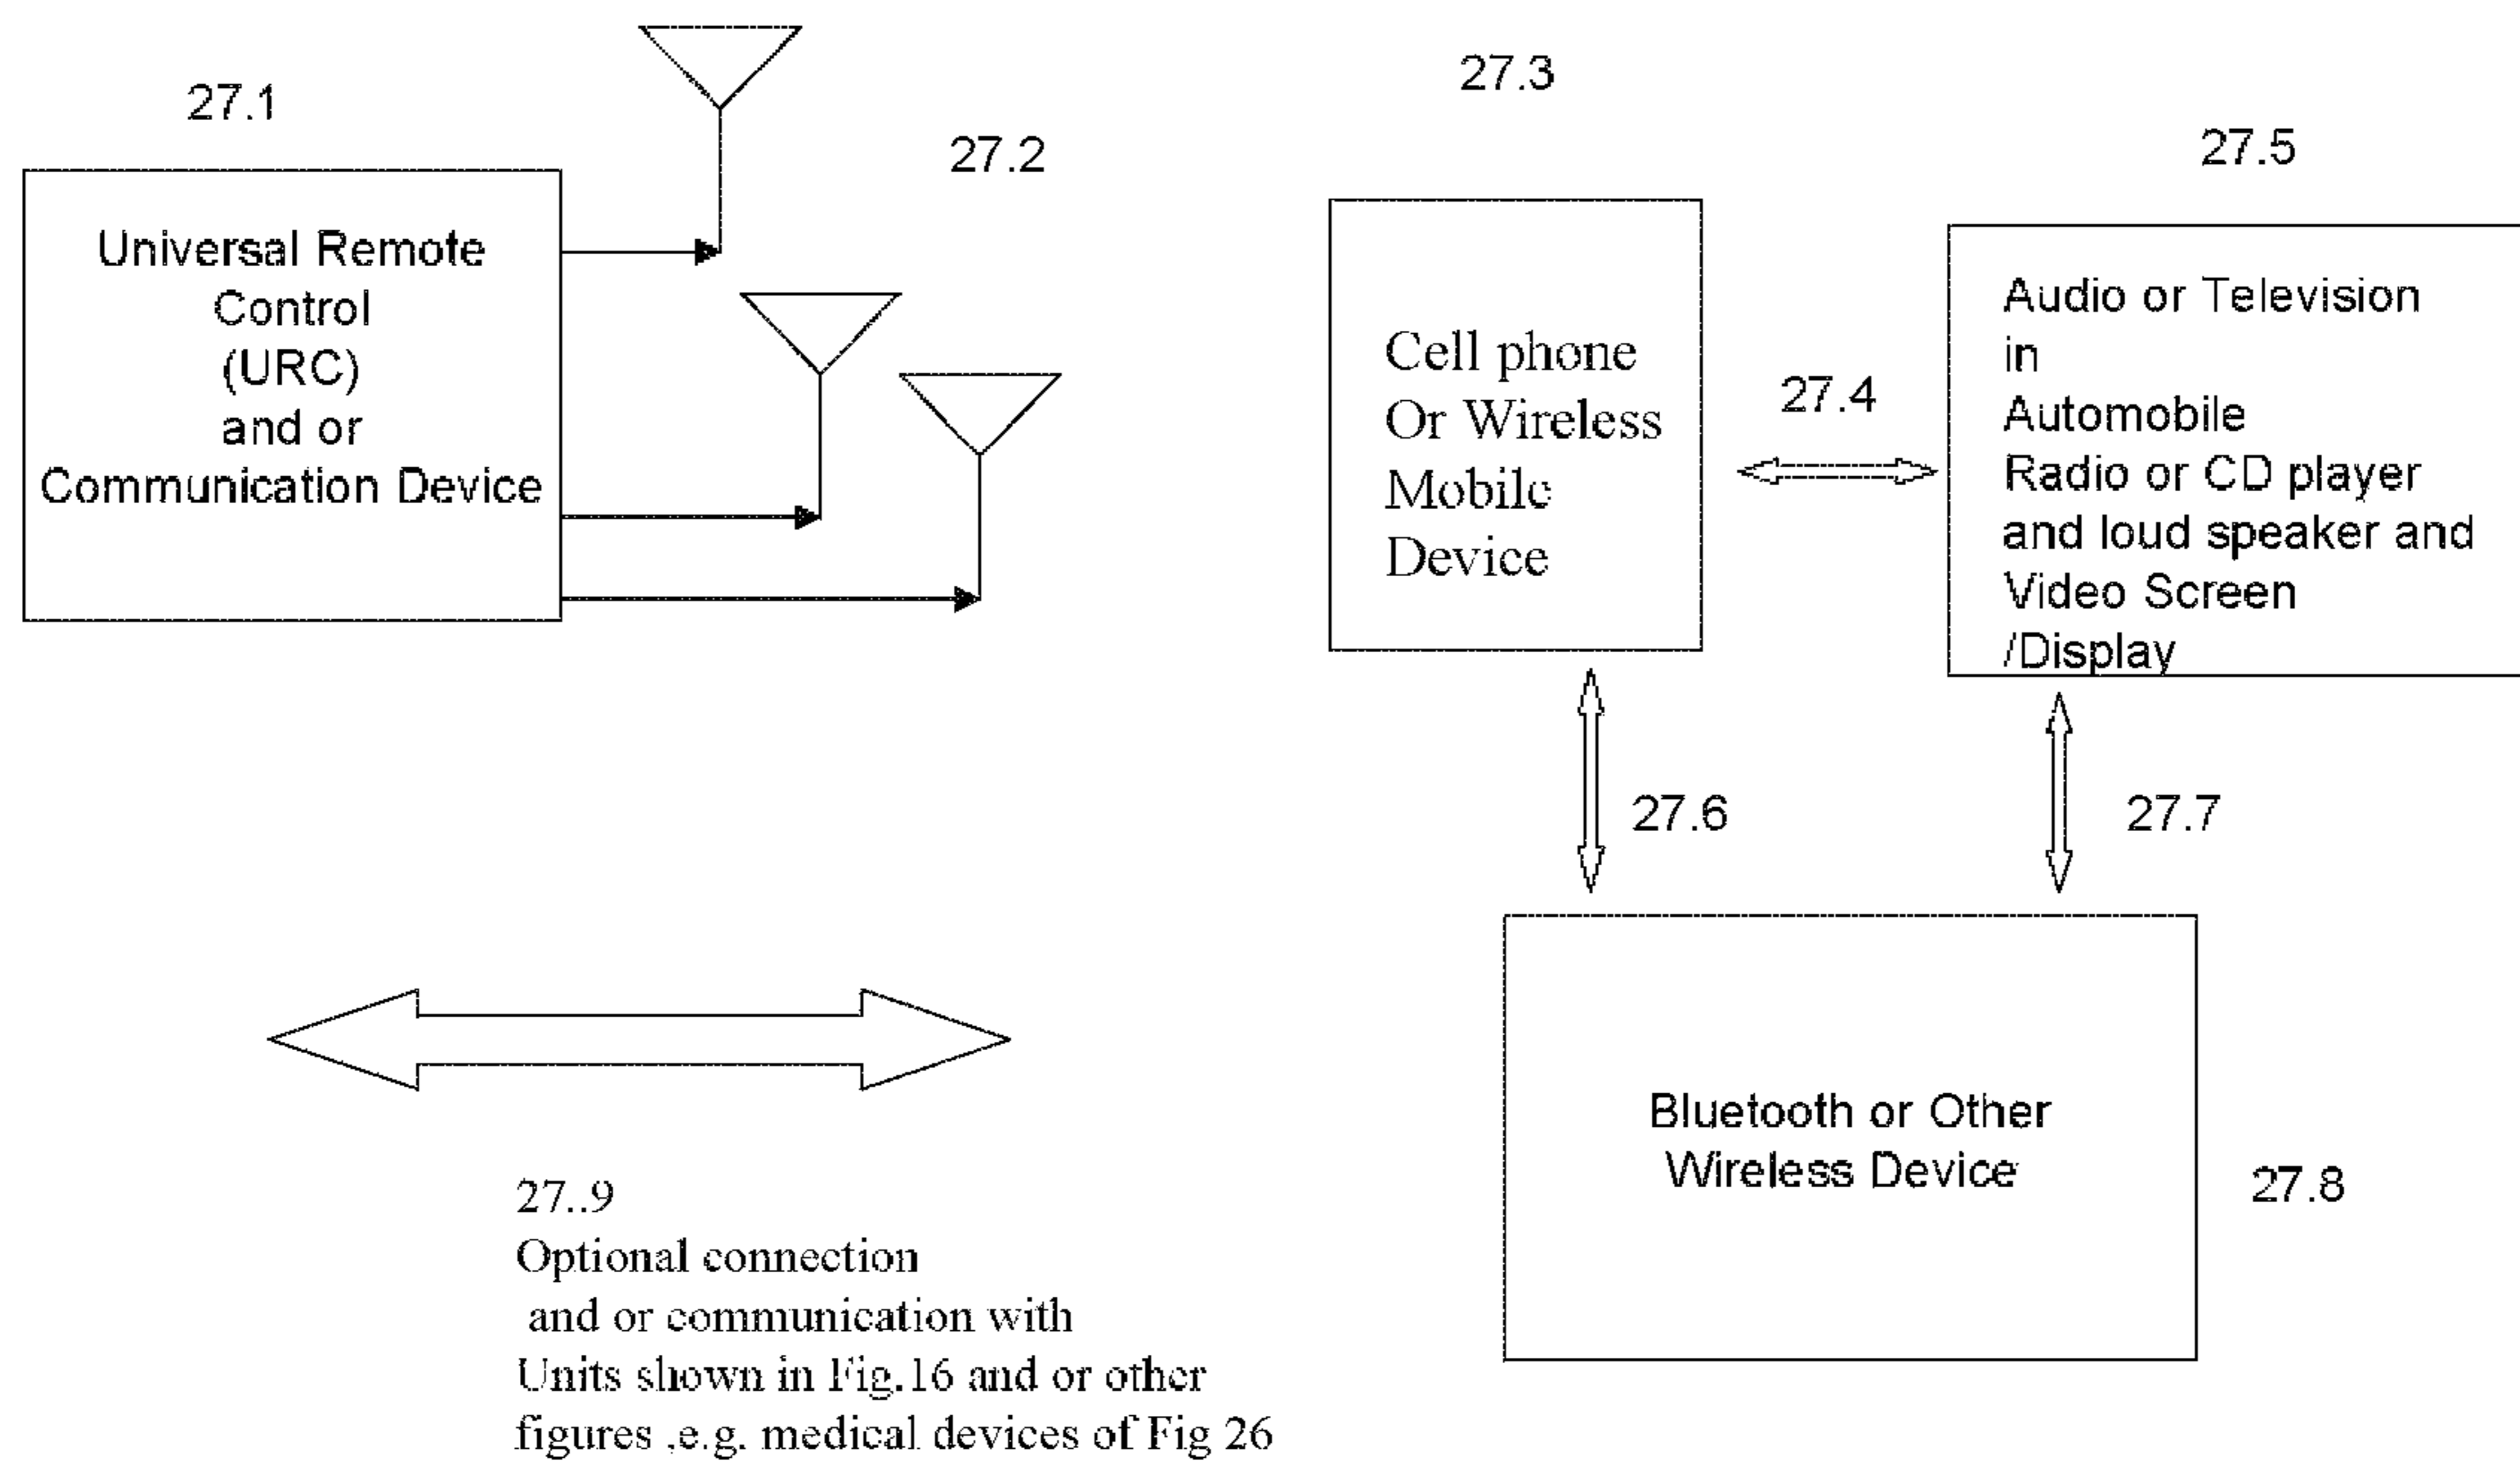 27.1
Universal Remote
Control
(URC)
and or
Communication Device
27.2
27.3
Cell phone
Or Wireless
Mobile
Device
27.4
27.5
Audio or Television
in
Automobile
Radio or CD player
and loud speaker and
Video Screen
/Display
27.6
27.7
Bluetooth or Other
Wireless Device
27.8
27..9
Optional connection
and or communication with
Units shown in Fig.16 and or other
figures ,e.g. medical devices of Fig 26